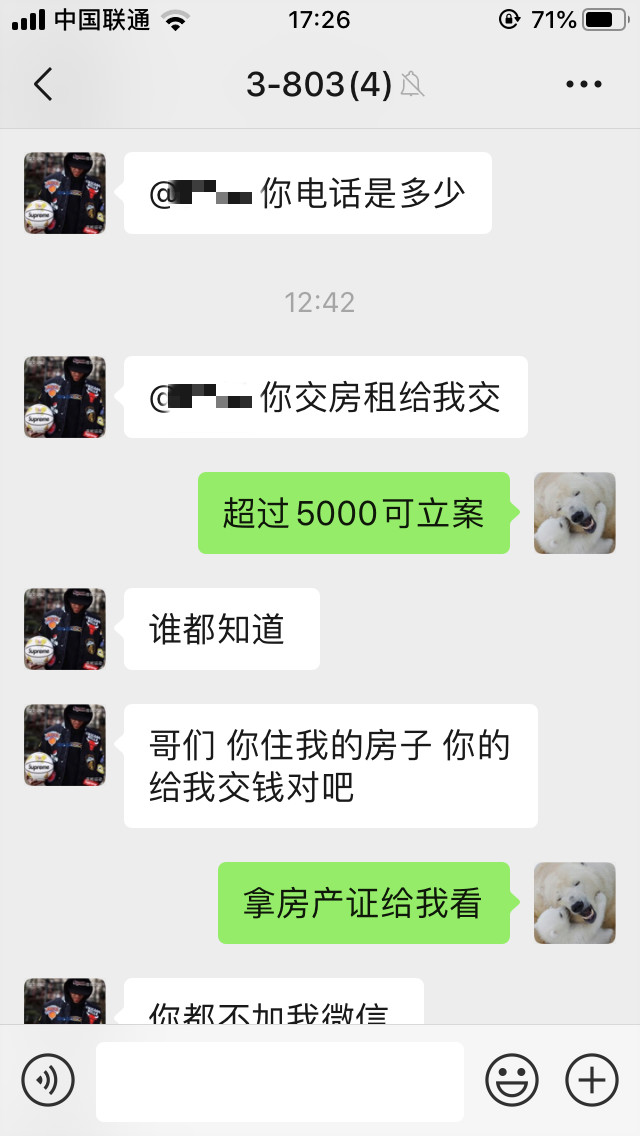 中国联通 17:26 71%
3-803(4)
@ 你电话是多少
12:42
@ 你交房租给我交
超过5000可立案
谁都知道
哥们 你住我的房子 你的
给我交钱对吧
拿房产证给我看
你都不加我微信